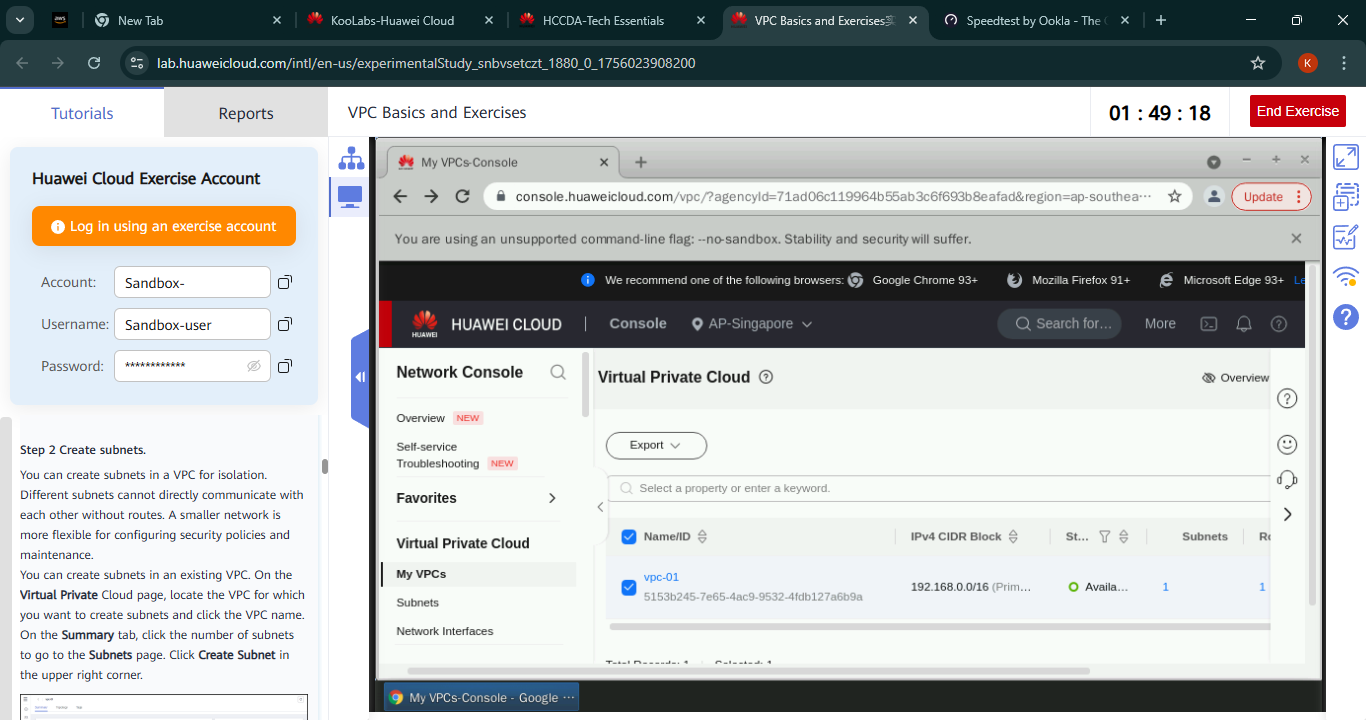 New Tab
KooLabs-Huawei Cloud
HCCDA-Tech Essentials
VPC Basics and Exercises
Speedtest by Ookla - The
lab.huaweicloud.com/intl/en-us/experimentalStudy_snbvsetczt_1880_0_1756023908200
K
Tutorials
Reports
VPC Basics and Exercises
01 : 49 : 18
End Exercise
Huawei Cloud Exercise Account
Log in using an exercise account
Account:
Sandbox-
Username:
Sandbox-user
Password:
************
Step 2 Create subnets.
You can create subnets in a VPC for isolation.
Different subnets cannot directly communicate with
each other without routes. A smaller network is
more flexible for configuring security policies and
maintenance.
You can create subnets in an existing VPC. On the
Virtual Private Cloud page, locate the VPC for which
you want to create subnets and click the VPC name.
On the Summary tab, click the number of subnets
to go to the Subnets page. Click Create Subnet in
the upper right corner.
My VPCs-Console
console.huaweicloud.com/vpc/?agencyId=71ad06c119964b55ab3c6f693b8eafad&region=ap-southea···
Update
You are using an unsupported command-line flag: --no-sandbox. Stability and security will suffer.
We recommend one of the following browsers:
Google Chrome 93+
Mozilla Firefox 91+
Microsoft Edge 93+
Le
HUAWEI
HUAWEI CLOUD
Console
AP-Singapore
Search for...
More
Network Console
Overview NEW
Self-service
Troubleshooting NEW
Favorites
Virtual Private Cloud
My VPCs
Subnets
Network Interfaces
Virtual Private Cloud
Overview
Export
Select a property or enter a keyword.
Name/ID
IPv4 CIDR Block
St...
Subnets
Ro
vpc-01
5153b245-7e65-4ac9-9532-4fdb127a6b9a
192.168.0.0/16 (Prim...
Availa...
1
1
Total Records: 1
Selected: 1
My VPCs-Console - Google ···